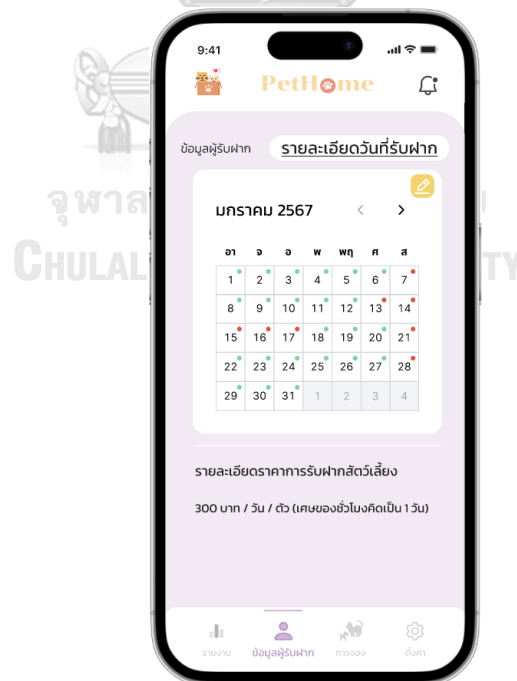 9:41
PetHome
ข้อมูลผู้รับฝาก รายละเอียดวันที่รับฝาก
มกราคม 2567
อา จ อ พ พฤ ศ ส
1 2 3 4 5 6 7
8 9 10 11 12 13 14
15 16 17 18 19 20 21
22 23 24 25 26 27 28
29 30 31 1 2 3 4
รายละเอียดราคาการรับฝากสัตว์เลี้ยง
300 บาท / วัน / ตัว (เศษของชั่วโมงคิดเป็น 1 วัน)
รายงาน ข้อมูลผู้รับฝาก การจอง ตั้งค่า
จุฬาล
CHULAL TY